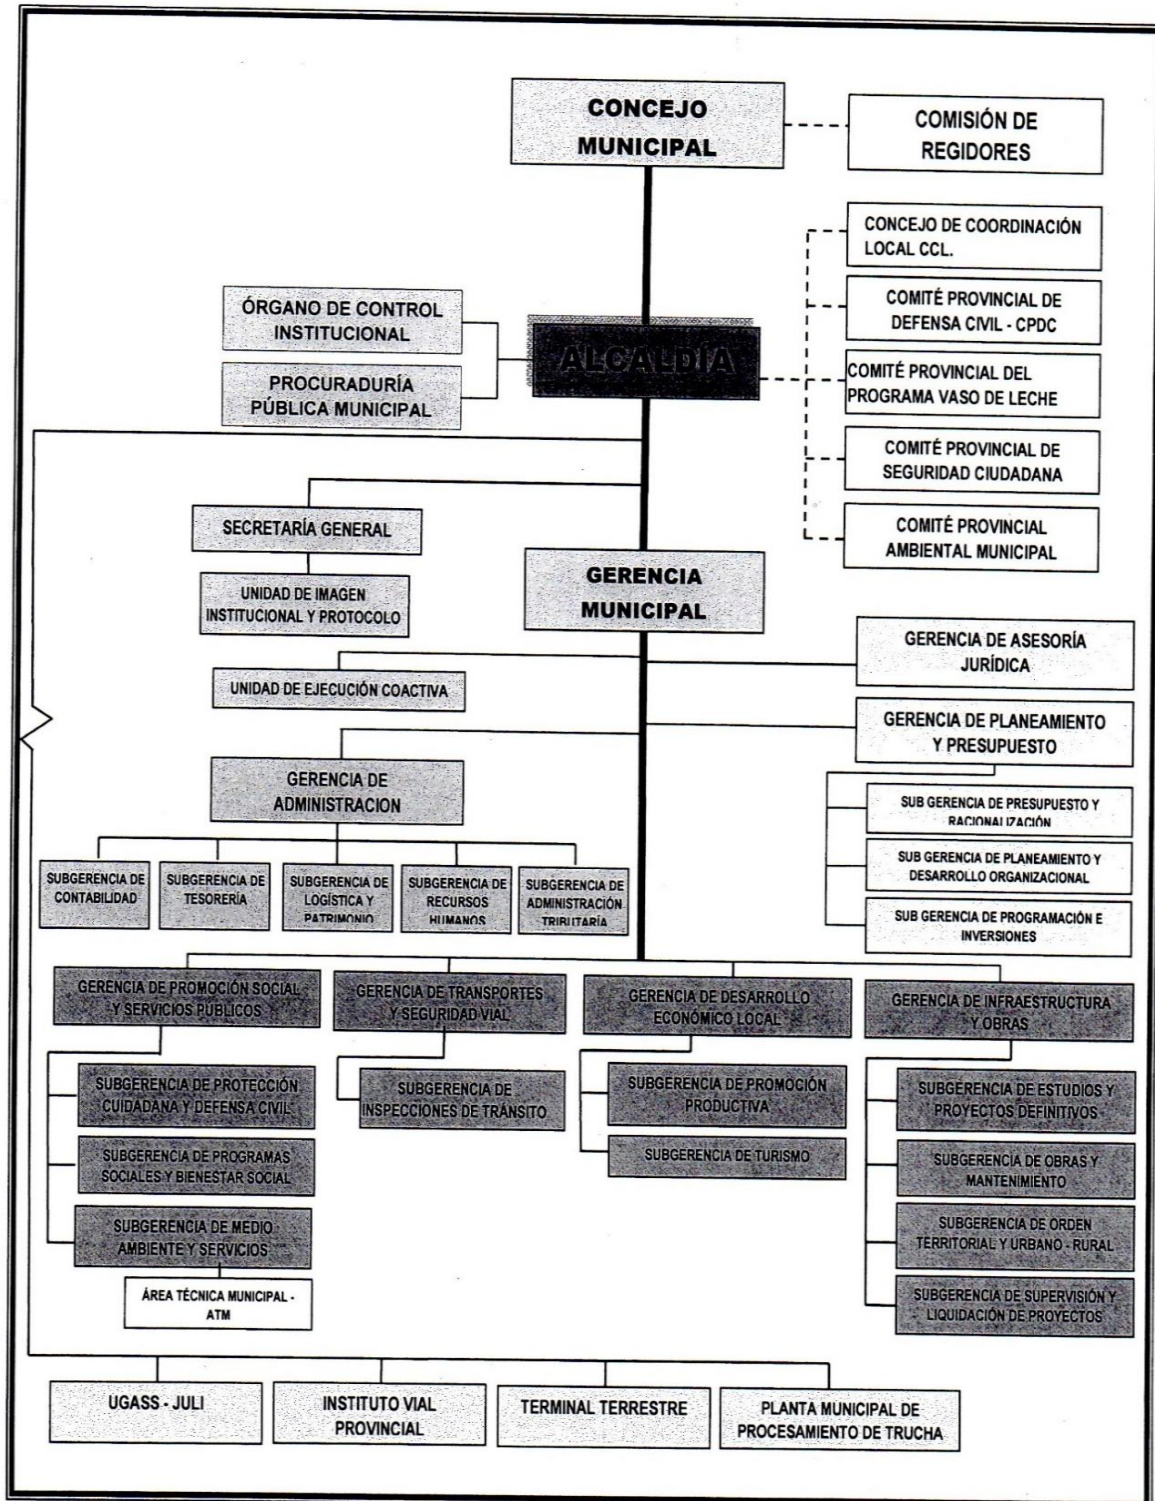 CONCEJO
MUNICIPAL
COMISIÓN DE
REGIDORES
CONCEJO DE COORDINACIÓN
LOCAL CCL.
COMITÉ PROVINCIAL DE
DEFENSA CIVIL - CPDC
COMITÉ PROVINCIAL DEL
PROGRAMA VASO DE LECHE
COMITÉ PROVINCIAL DE
SEGURIDAD CIUDADANA
COMITÉ PROVINCIAL
AMBIENTAL MUNICIPAL
ÓRGANO DE CONTROL
INSTITUCIONAL
PROCURADURÍA
PÚBLICA MUNICIPAL
ALCALDÍA
SECRETARÍA GENERAL
UNIDAD DE IMAGEN
INSTITUCIONAL Y PROTOCOLO
GERENCIA
MUNICIPAL
UNIDAD DE EJECUCIÓN COACTIVA
GERENCIA DE ASESORÍA
JURÍDICA
GERENCIA DE PLANEAMIENTO
Y PRESUPUESTO
SUB GERENCIA DE PRESUPUESTO Y
RACIONALIZACIÓN
SUB GERENCIA DE PLANEAMIENTO Y
DESARROLLO ORGANIZACIONAL
SUB GERENCIA DE PROGRAMACIÓN E
INVERSIONES
GERENCIA DE
ADMINISTRACION
SUBGERENCIA DE
CONTABILIDAD
SUBGERENCIA DE
TESORERÍA
SUBGERENCIA DE
LOGÍSTICA Y
PATRIMONIO
SUBGERENCIA DE
RECURSOS
HUMANOS
SUBGERENCIA DE
ADMINISTRACIÓN
TRIBUTARÍA
GERENCIA DE PROMOCIÓN SOCIAL
Y SERVICIOS PÚBLICOS
SUBGERENCIA DE PROTECCIÓN
CUIDADANA Y DEFENSA CIVIL
SUBGERENCIA DE PROGRAMAS
SOCIALES Y BIENESTAR SOCIAL
SUBGERENCIA DE MEDIO
AMBIENTE Y SERVICIOS
ÁREA TÉCNICA MUNICIPAL -
ATM
GERENCIA DE TRANSPORTES
Y SEGURIDAD VIAL
SUBGERENCIA DE
INSPECCIONES DE TRÁNSITO
GERENCIA DE DESARROLLO
ECONÓMICO LOCAL
SUBGERENCIA DE PROMOCIÓN
PRODUCTIVA
SUBGERENCIA DE TURISMO
GERENCIA DE INFRAESTRUCTURA
Y OBRAS
SUBGERENCIA DE ESTUDIOS Y
PROYECTOS DEFINITIVOS
SUBGERENCIA DE OBRAS Y
MANTENIMIENTO
SUBGERENCIA DE ORDEN
TERRITORIAL Y URBANO - RURAL
SUBGERENCIA DE SUPERVISIÓN Y
LIQUIDACIÓN DE PROYECTOS
UGASS - JULI
INSTITUTO VIAL
PROVINCIAL
TERMINAL TERRESTRE
PLANTA MUNICIPAL DE
PROCESAMIENTO DE TRUCHA